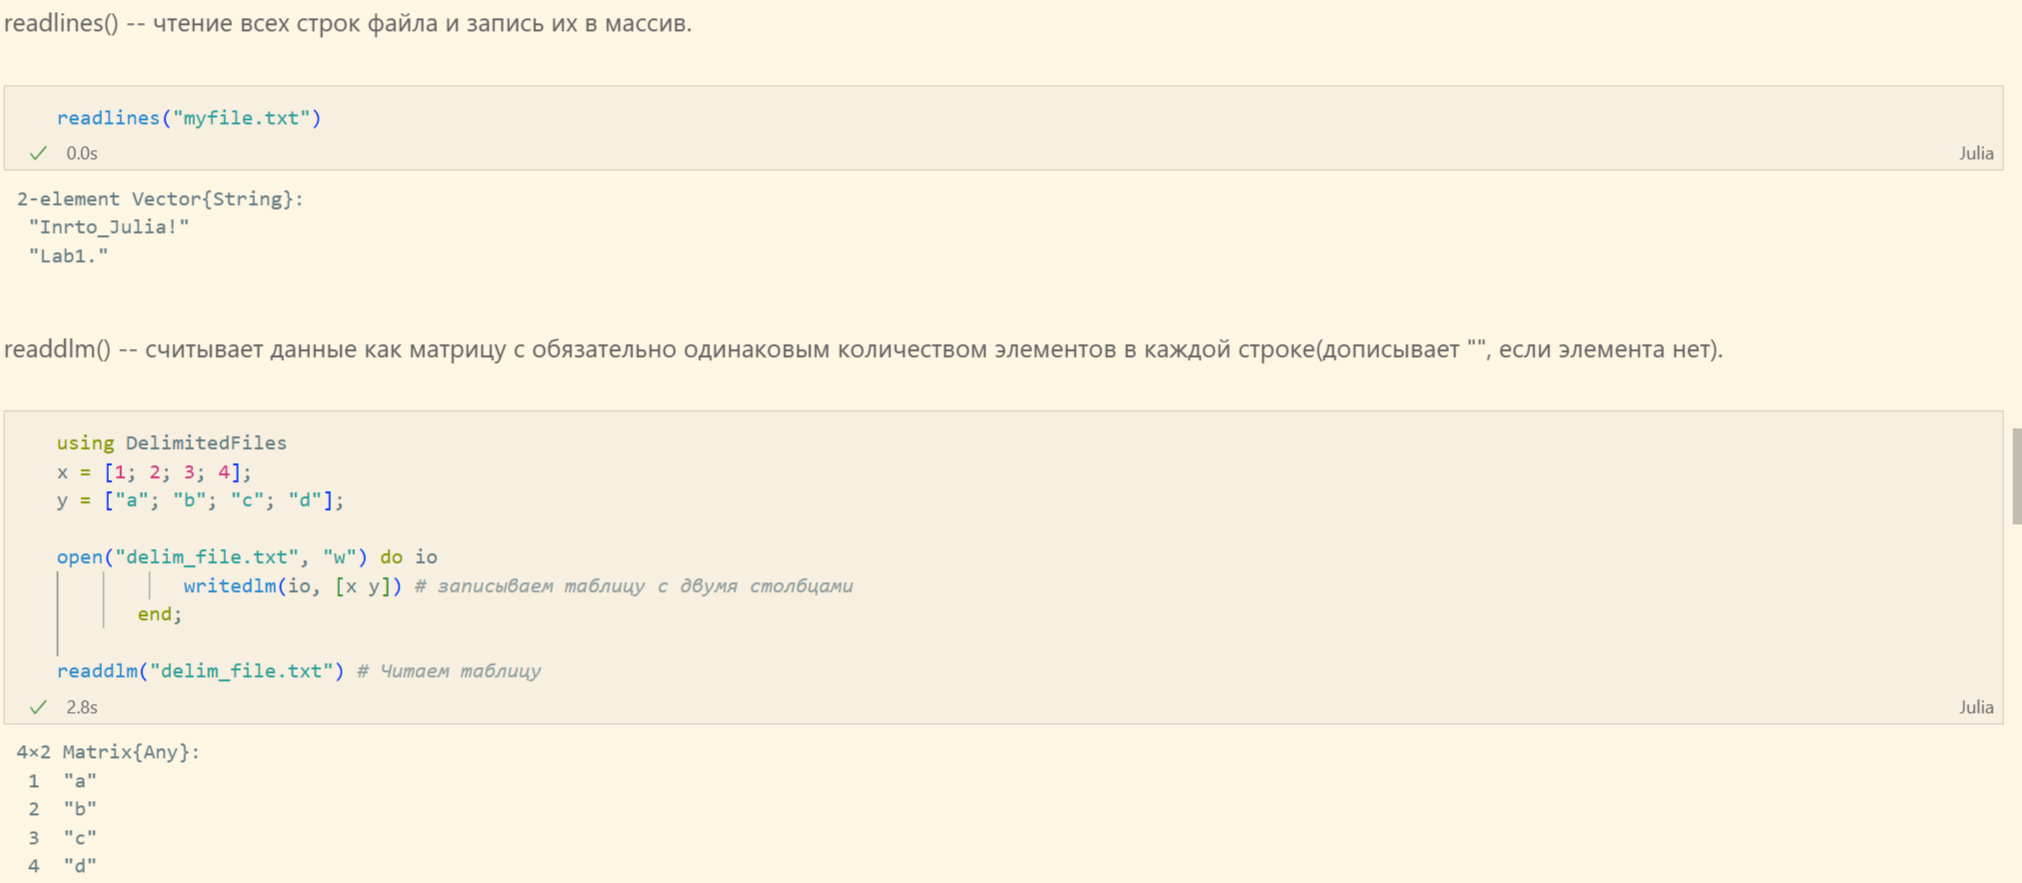 readlines() -- чтение всех строк файла и запись их в массив.
readlines("myfile.txt")
0.0s
Julia
2-element Vector{String}:
"Inrto_Julia!"
"Lab1."
readdlm() -- считывает данные как матрицу с обязательно одинаковым количеством элементов в каждой строке(дописывает "", если элемента нет).
using DelimitedFiles
x = [1; 2; 3; 4];
y = ["a"; "b"; "c"; "d"];
open("delim_file.txt", "w") do io
writedlm(io, [x y]) # записываем таблицу с двумя столбцами
end;
readdlm("delim_file.txt") # Читаем таблицу
2.8s
Julia
4×2 Matrix{Any}:
1 "a"
2 "b"
3 "c"
4 "d"